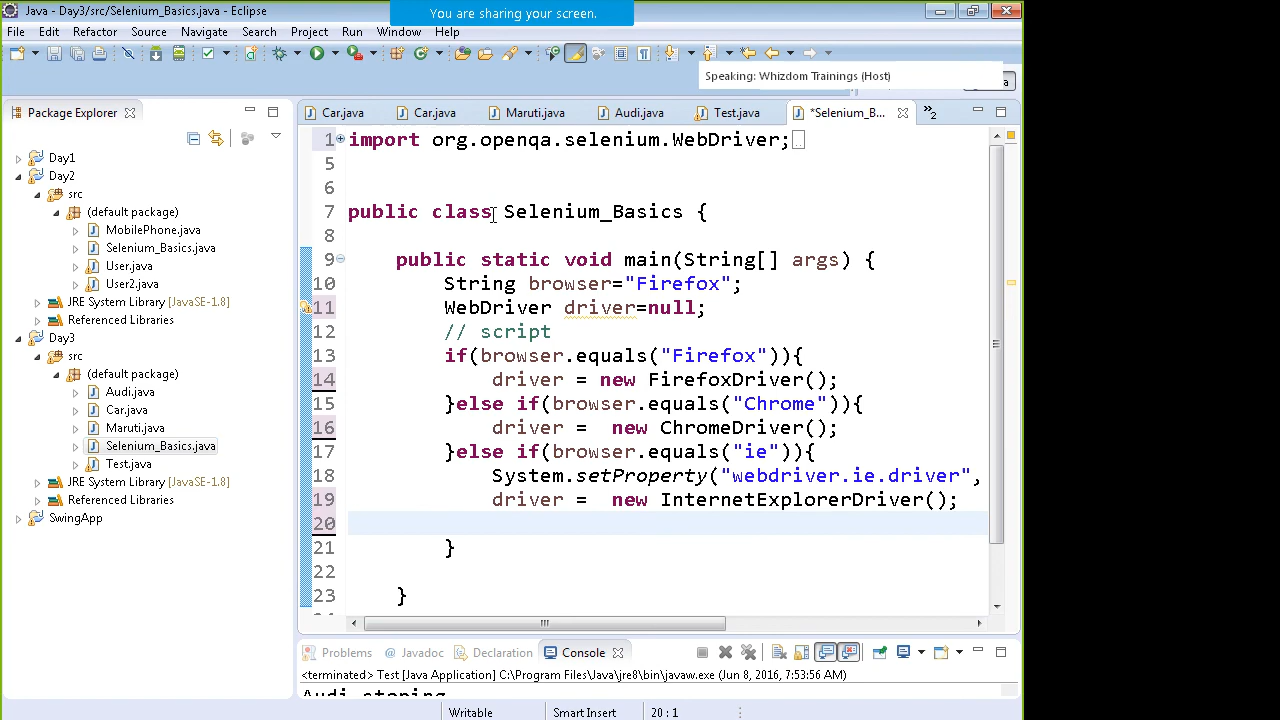 Java - Day3/src/Selenium_Basics.java - Eclipse
You are sharing your screen.
File Edit Refactor Source Navigate Search Project Run Window Help
Speaking: Whizdom Trainings (Host)
Package Explorer
Car.java Car.java Maruti.java Audi.java Test.java *Selenium_B... »2
Day1
Day2
src
(default package)
MobilePhone.java
Selenium_Basics.java
User.java
User2.java
JRE System Library [JavaSE-1.8]
Referenced Libraries
Day3
src
(default package)
Audi.java
Car.java
Maruti.java
Selenium_Basics.java
Test.java
JRE System Library [JavaSE-1.8]
Referenced Libraries
SwingApp
1 import org.openqa.selenium.WebDriver;
5
6
7 public class Selenium_Basics {
8
9 public static void main(String[] args) {
10 String browser="Firefox";
11 WebDriver driver=null;
12 // script
13 if(browser.equals("Firefox")){
14 driver = new FirefoxDriver();
15 }else if(browser.equals("Chrome")){
16 driver = new ChromeDriver();
17 }else if(browser.equals("ie")){
18 System.setProperty("webdriver.ie.driver",
19 driver = new InternetExplorerDriver();
20
21 }
22
23 }
Problems Javadoc Declaration Console
<terminated> Test [Java Application] C:\Program Files\Java\jre8\bin\javaw.exe (Jun 8, 2016, 7:53:56 AM)
Audi stoping
Writable Smart Insert 20 : 1